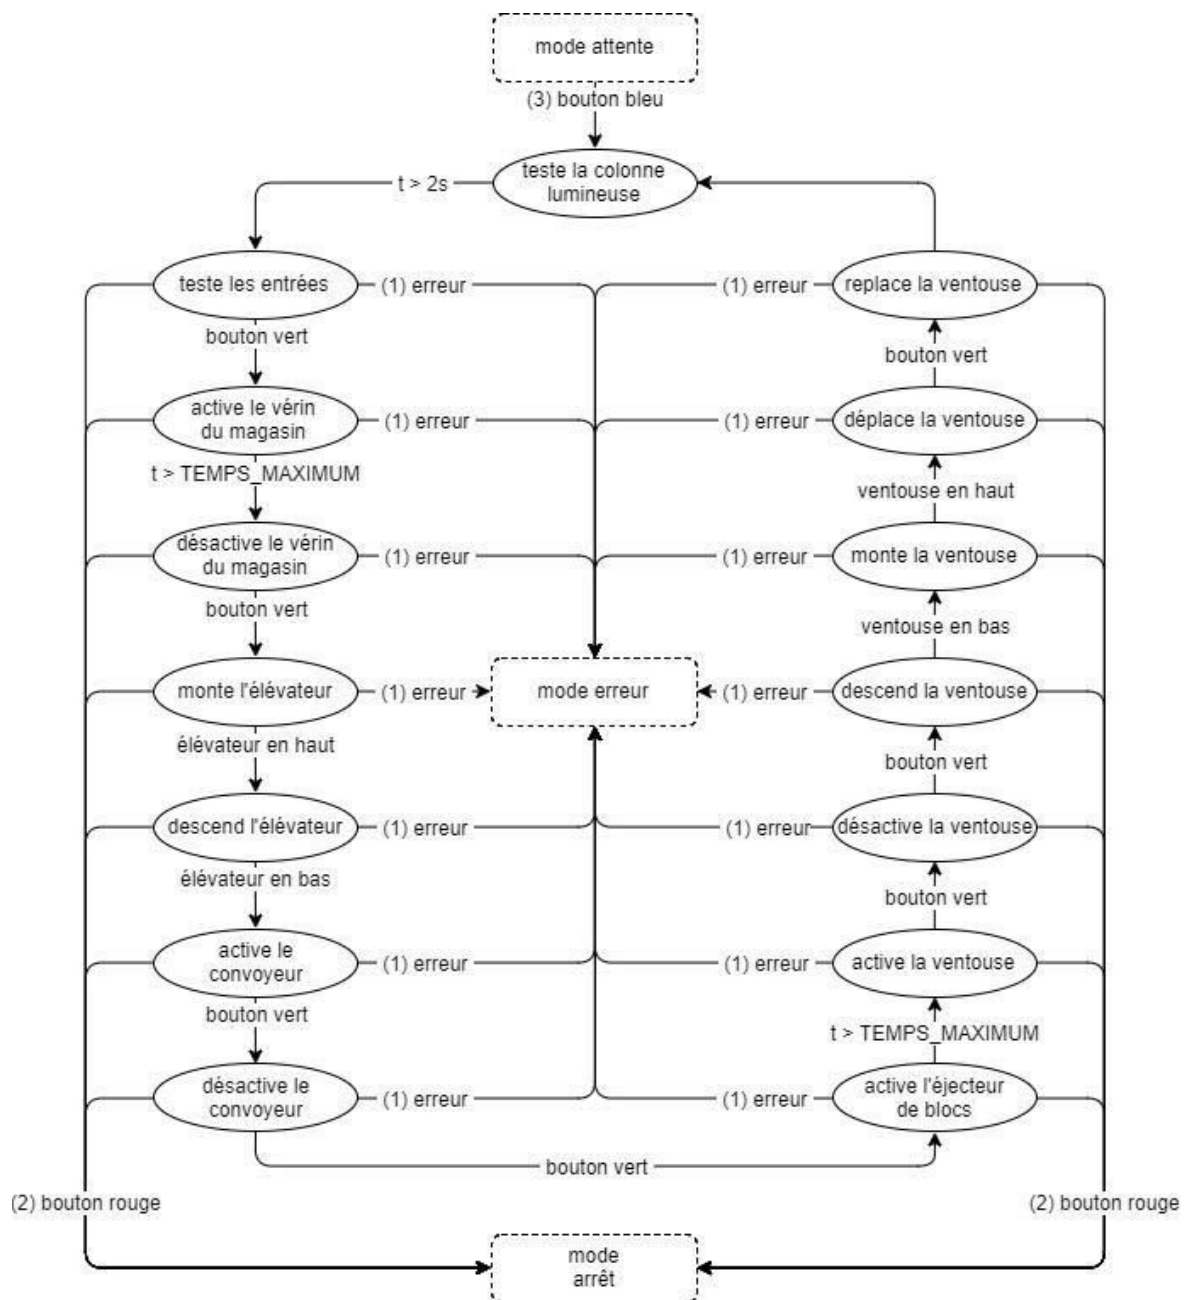 mode attente
(3) bouton bleu
teste la colonne
lumineuse
t > 2s
teste les entrées
(1) erreur
(1) erreur
replace la ventouse
bouton vert
bouton vert
active le vérin
du magasin
(1) erreur
(1) erreur
déplace la ventouse
t > TEMPS_MAXIMUM
ventouse en haut
désactive le vérin
du magasin
(1) erreur
(1) erreur
monte la ventouse
bouton vert
ventouse en bas
monte l'élévateur
(1) erreur
mode erreur
(1) erreur
descend la ventouse
élévateur en haut
bouton vert
descend l'élévateur
(1) erreur
(1) erreur
désactive la ventouse
élévateur en bas
bouton vert
active le
convoyeur
(1) erreur
(1) erreur
active la ventouse
bouton vert
t > TEMPS_MAXIMUM
désactive le
convoyeur
(1) erreur
(1) erreur
active l'éjecteur
de blocs
bouton vert
(2) bouton rouge
(2) bouton rouge
mode
arrêt